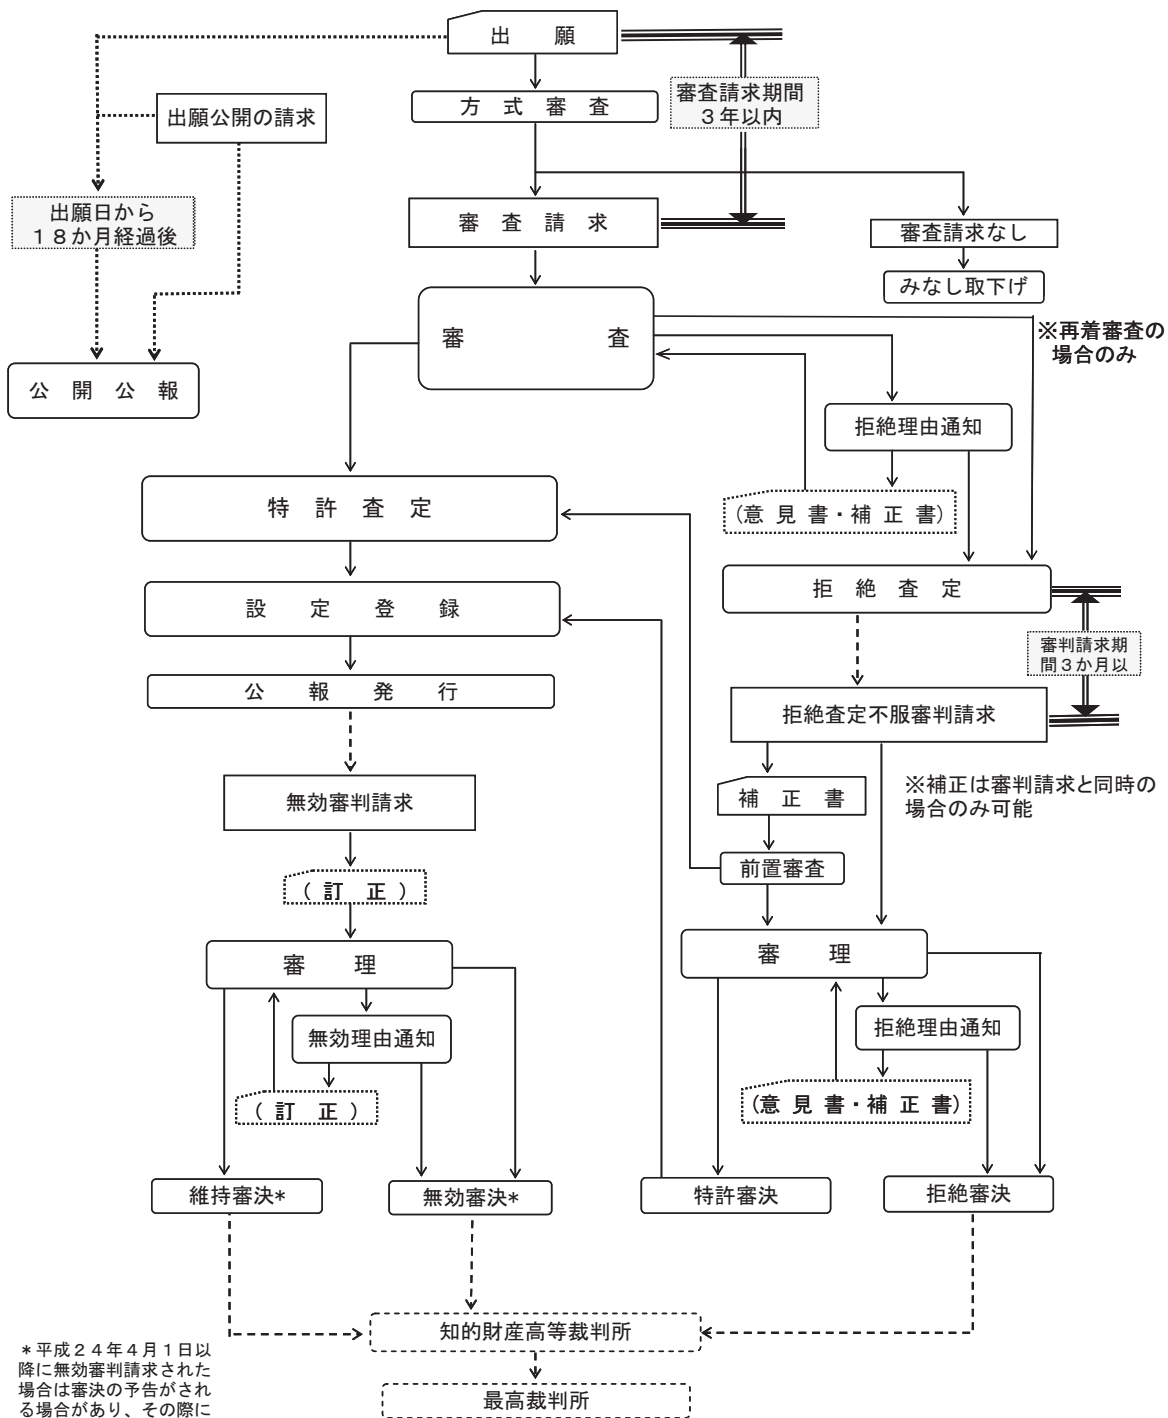 出願
方式審査
審査請求期間
３年以内
出願公開の請求
出願日から
１８か月経過後
審査請求
審査請求なし
みなし取下げ
審査
※再着審査の
場合のみ
公開公報
拒絶理由通知
(意見書・補正書)
特許査定
拒絶査定
設定登録
審判請求期
間３か月以
公報発行
拒絶査定不服審判請求
無効審判請求
補正書
※補正は審判請求と同時の
場合のみ可能
前置審査
(訂正)
審理
審理
無効理由通知
拒絶理由通知
(訂正)
(意見書・補正書)
維持審決*
無効審決*
特許審決
拒絶審決
知的財産高等裁判所
最高裁判所
*平成２４年４月１日以
降に無効審判請求された
場合は審決の予告がされ
る場合があり、その際に